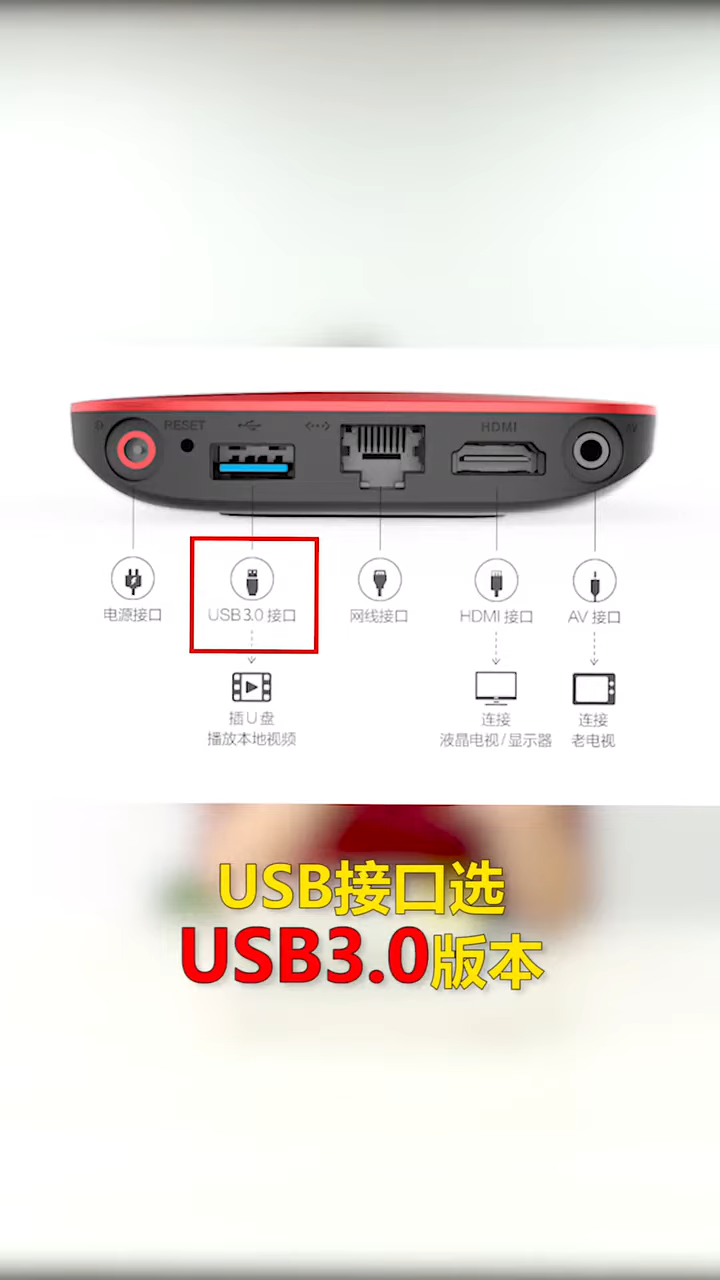 RESET
HDMI
AV
电源接口
USB3.0 接口
网线接口
HDMI 接口
AV 接口
插 U 盘
播放本地视频
连接
液晶电视/显示器
连接
老电视
USB接口选
USB3.0版本